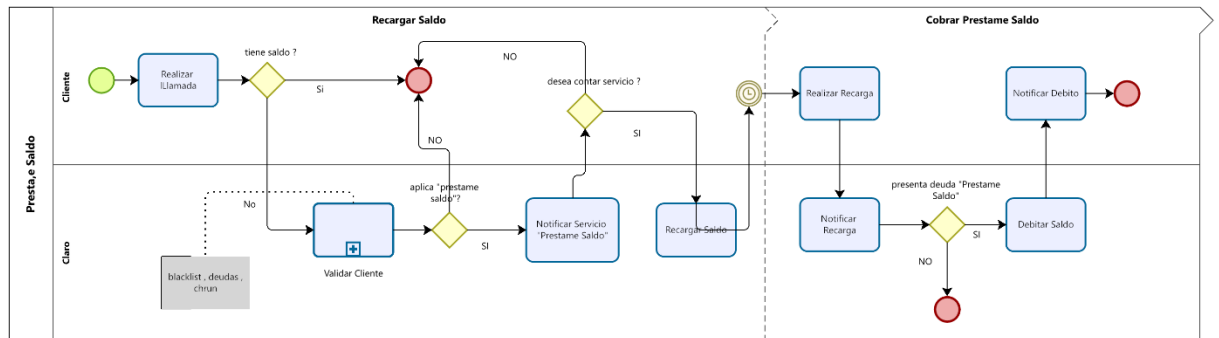 Recargar Saldo
Cobrar Prestame Saldo
Presta,e Saldo
Cliente
tiene saldo ?
Realizar
lLlamada
Si
NO
desea contar servicio ?
SI
NO
Realizar Recarga
Notificar Debito
Claro
No
aplica "prestame
saldo"?
SI
Validar Cliente
blacklist , deudas ,
chrun
Notificar Servicio
"Prestame Saldo"
Recargar Saldo
Notificar
Recarga
presenta deuda "Prestame
Saldo"
SI
NO
Debitar Saldo